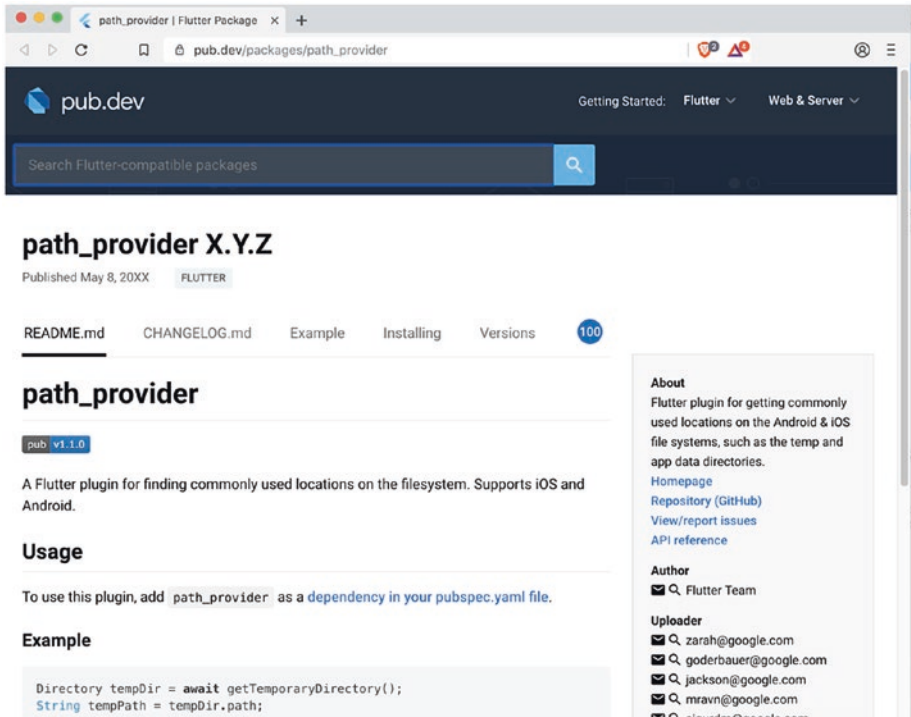 path_provider | Flutter Package
pub.dev/packages/path_provider
pub.dev
Getting Started: Flutter Web & Server
Search Flutter-compatible packages
path_provider X.Y.Z
Published May 8, 20XX FLUTTER
README.md CHANGELOG.md Example Installing Versions 100
path_provider
pub v1.1.0
A Flutter plugin for finding commonly used locations on the filesystem. Supports iOS and
Android.
Usage
To use this plugin, add path_provider as a dependency in your pubspec.yaml file.
Example
Directory tempDir = await getTemporaryDirectory();
String tempPath = tempDir.path;
About
Flutter plugin for getting commonly
used locations on the Android & iOS
file systems, such as the temp and
app data directories.
Homepage
Repository (GitHub)
View/report issues
API reference
Author
Flutter Team
Uploader
zarah@google.com
goderbauer@google.com
jackson@google.com
mravn@google.com